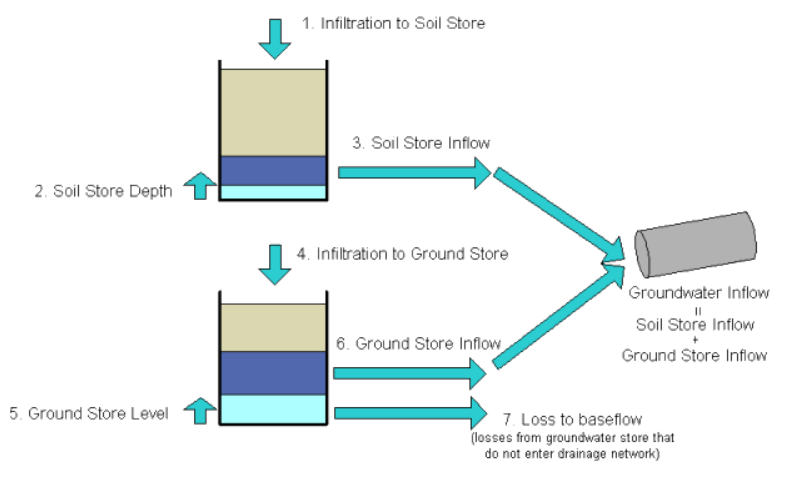 1. Infiltration to Soil Store
3. Soil Store Inflow
2. Soil Store Depth
4. Infiltration to Ground Store
Groundwater Inflow
=
Soil Store Inflow
+
Ground Store Inflow
6. Ground Store Inflow
5. Ground Store Level
7. Loss to baseflow
(losses from groundwater store that
do not enter drainage network)